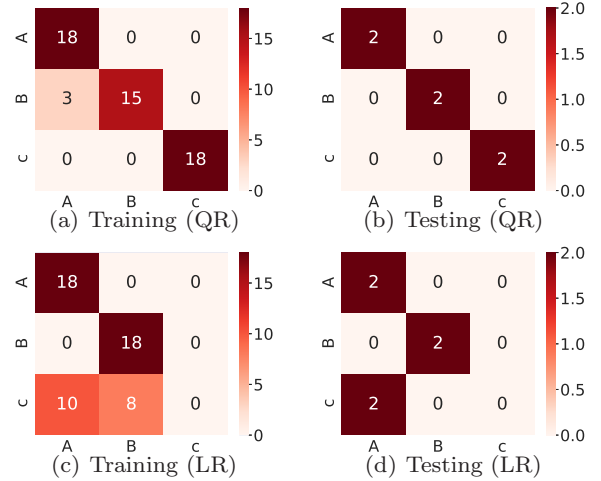 A 18 0 0
B 3 15 0
c 0 0 18
A B c
15
10
5
0
(a) Training (QR)
A 2 0 0
B 0 2 0
c 0 0 2
A B c
2.0
1.5
1.0
0.5
0.0
(b) Testing (QR)
A 18 0 0
B 0 18 0
c 10 8 0
A B c
15
10
5
0
(c) Training (LR)
A 2 0 0
B 0 2 0
c 2 0 0
A B c
2.0
1.5
1.0
0.5
0.0
(d) Testing (LR)